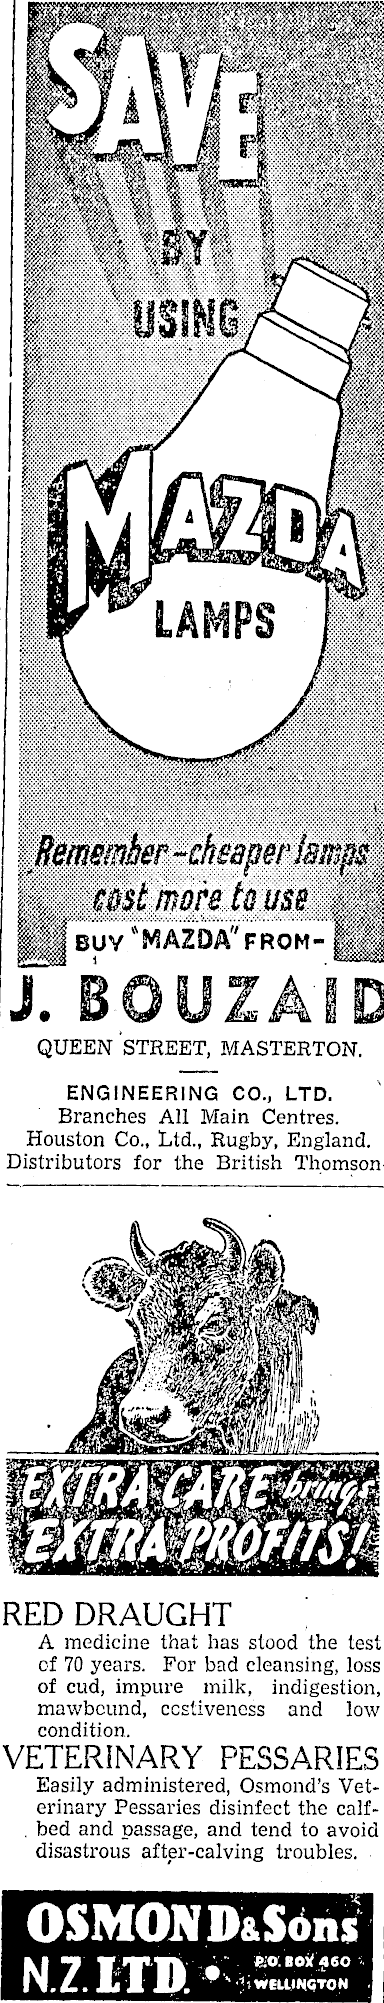 SAVE
BY
USING
MAZDA
LAMPS
Remember-cheaper lamps
cost more to use
BUY "MAZDA" FROM-
J. BOUZAID
QUEEN STREET, MASTERTON.
ENGINEERING CO., LTD.
Branches All Main Centres.
Houston Co., Ltd., Rugby, England.
Distributors for the British Thomson-
EXTRA CARE brings
EXTRA PROFITS!
RED DRAUGHT
A medicine that has stood the test
of 70 years. For bad cleansing, loss
of cud, impure milk, indigestion,
mawbound, costiveness and low
condition.
VETERINARY PESSARIES
Easily administered, Osmond's Vet-
erinary Pessaries disinfect the calf-
bed and passage, and tend to avoid
disastrous after-calving troubles.
OSMOND & Sons
N.Z. LTD. • P.O. BOX 460
WELLINGTON